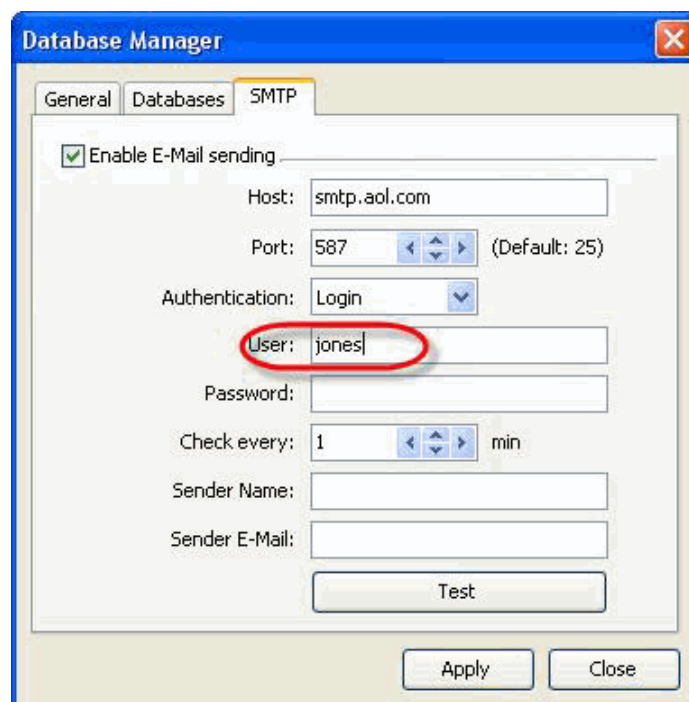 Database Manager
General Databases SMTP
Enable E-Mail sending
Host: smtp.aol.com
Port: 587 (Default: 25)
Authentication: Login
User: jones
Password:
Check every: 1 min
Sender Name:
Sender E-Mail:
Test
Apply Close